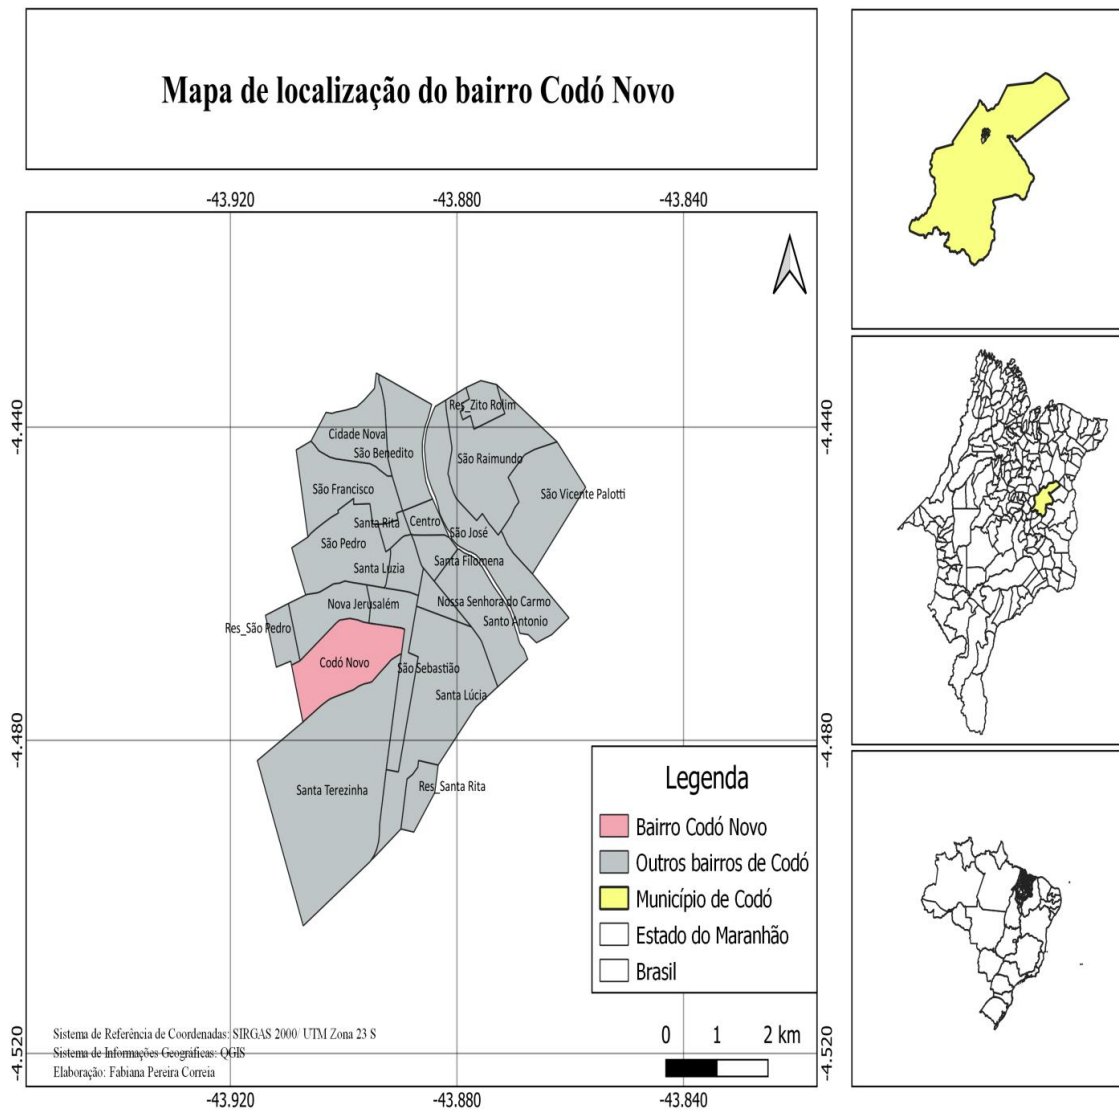 Mapa de localização do bairro Codó Novo
-43.920 -43.880 -43.840
-4.440 -4.440
Res_Zito Rolim
Cidade Nova
São Benedito
São Raimundo
São Francisco
São Vicente Palotti
Santa Rita
Centro
São José
São Pedro
Santa Filomena
Santa Luzia
Nova Jerusalém
Nossa Senhora do Carmo
Santo Antonio
Res_São Pedro
Codó Novo
São Sebastião
Santa Lúcia
-4.480 -4.480
Santa Terezinha
Res_Santa Rita
Legenda
Bairro Codó Novo
Outros bairros de Codó
Município de Codó
Estado do Maranhão
Brasil
Sistema de Referência de Coordenadas: SIRGAS 2000/ UTM Zona 23 S
Sistema de Informações Geográficas: QGIS
Elaboração: Fabiana Pereira Correia
0 1 2 km
-4.520 -4.520
-43.920 -43.880 -43.840